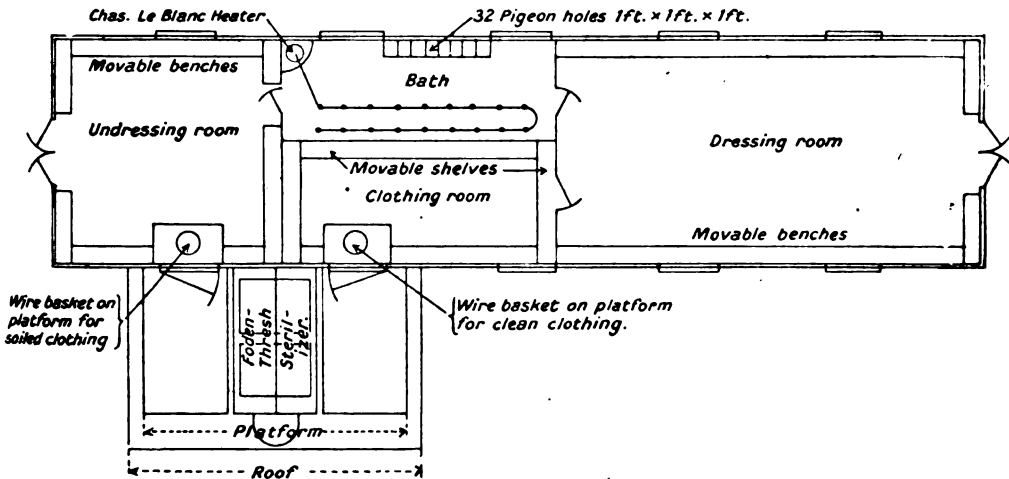 Chas. Le Blanc Heater
32 Pigeon holes 1ft. × 1ft. × 1ft.
Movable benches
Bath
Undressing room
Dressing room
Movable shelves
Clothing room
Movable benches
Wire basket on
platform for
soiled clothing
Foden-
Thresh
Steril-
izer.
Wire basket on platform
for clean clothing.
Platform
Roof